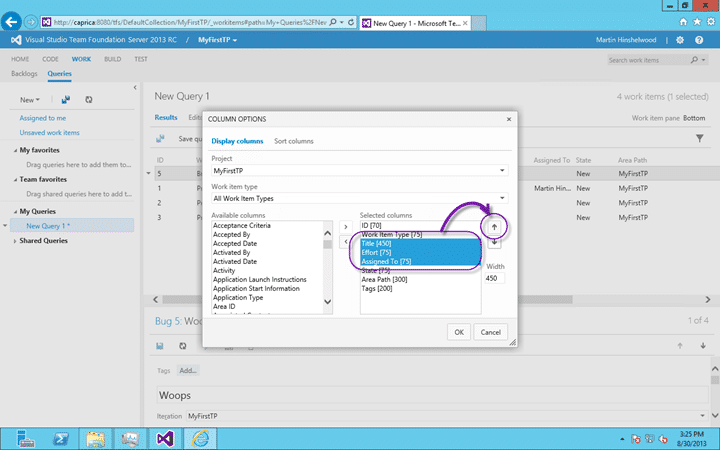 http://caprica:8080/tfs/DefaultCollection/MyFirstTP/_workitems#path=My+Queries%2FNev
New Query 1 - Microsoft Te...
Visual Studio Team Foundation Server 2013 RC / MyFirstTP
Martin Hinshelwood
HOME CODE WORK BUILD TEST
Search work items
Backlogs Queries
New
New Query 1
4 work items (1 selected)
Assigned to me
Unsaved work items
Results
Work item pane: Bottom
My favorites
Drag queries here to add them to...
Team favorites
Drag shared queries here to add t...
My Queries
New Query 1 *
Shared Queries
Save qu
ID
Assigned To State Area Path
5 New MyFirstTP
1 Martin Hins... New MyFirstTP
2 New MyFirstTP
3 New MyFirstTP
COLUMN OPTIONS
Display columns Sort columns
Project
MyFirstTP
Work item type
All Work Item Types
Available columns
Acceptance Criteria
Accepted By
Accepted Date
Activated By
Activated Date
Activity
Application Launch Instructions
Application Start Information
Application Type
Area ID
Selected columns
ID [70]
Work Item Type [75]
Title [450]
Effort [75]
Assigned To [75]
State [75]
Area Path [300]
Tags [200]
Width
450
OK Cancel
Bug 5: Woo
1 of 4
Tags Add...
Woops
Iteration MyFirstTP
3:25 PM
8/30/2013